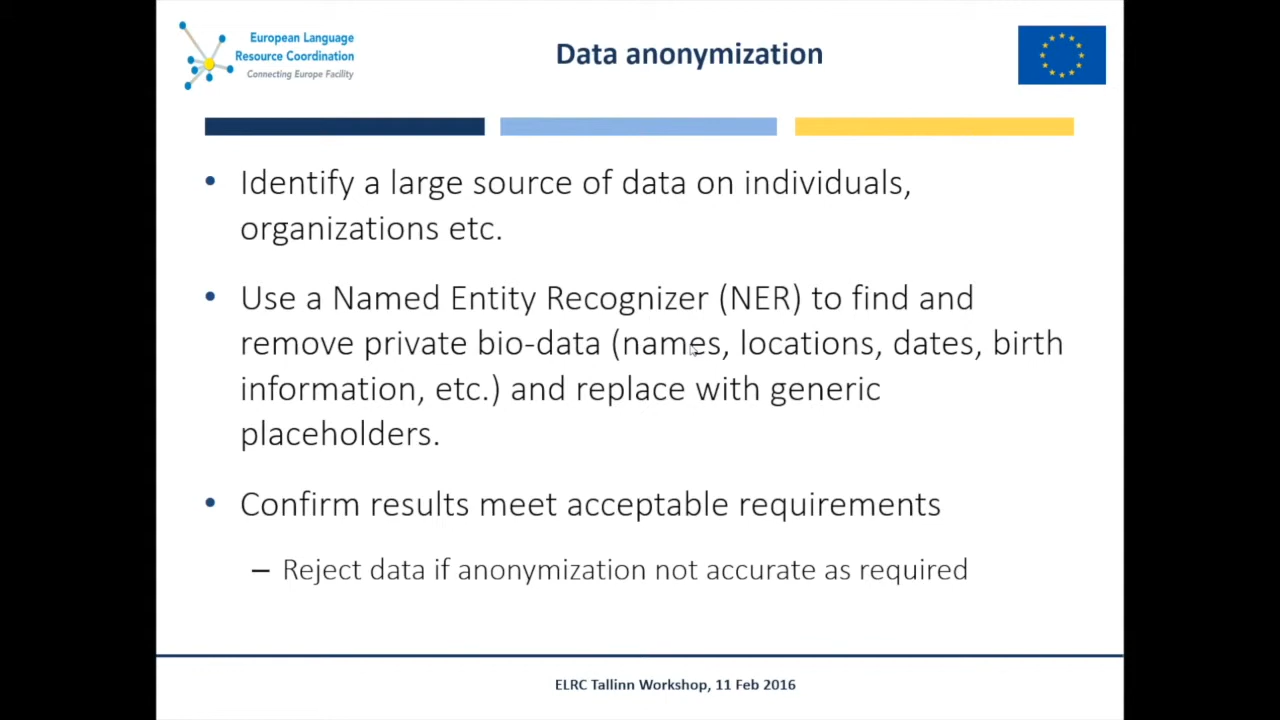 European Language
Resource Coordination
Connecting Europe Facility
Data anonymization
• Identify a large source of data on individuals,
organizations etc.
• Use a Named Entity Recognizer (NER) to find and
remove private bio-data (names, locations, dates, birth
information, etc.) and replace with generic
placeholders.
• Confirm results meet acceptable requirements
– Reject data if anonymization not accurate as required
ELRC Tallinn Workshop, 11 Feb 2016